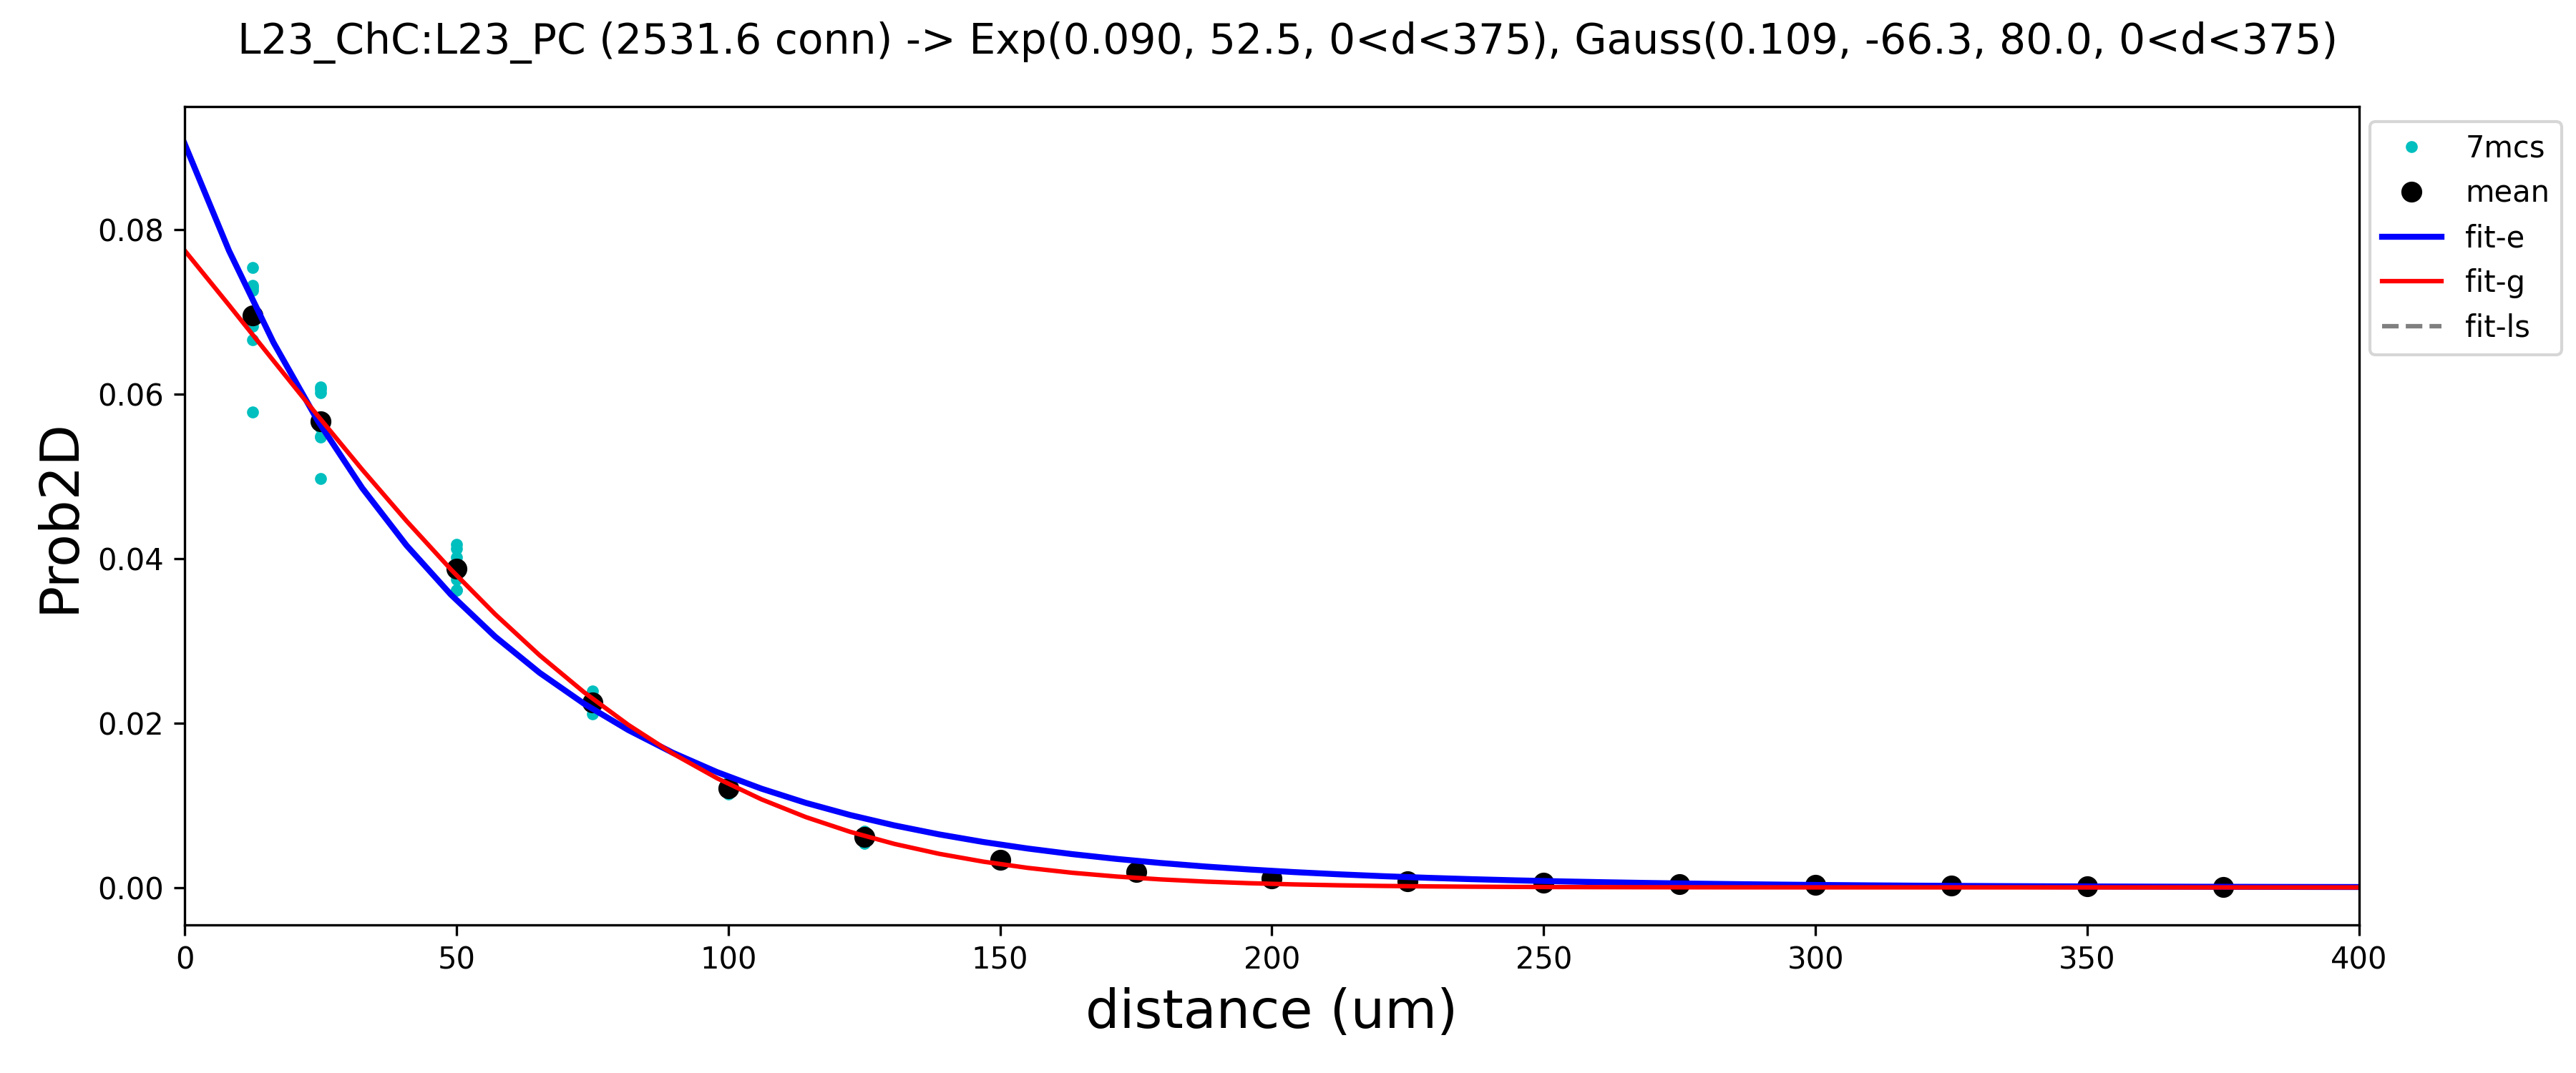 L23_ChC:L23_PC (2531.6 conn) -> Exp(0.090, 52.5, 0<d<375), Gauss(0.109, -66.3, 80.0, 0<d<375)
7mcs
mean
fit-e
fit-g
fit-ls
Prob2D
0.08
0.06
0.04
0.02
0.00
0 50 100 150 200 250 300 350 400
distance (um)